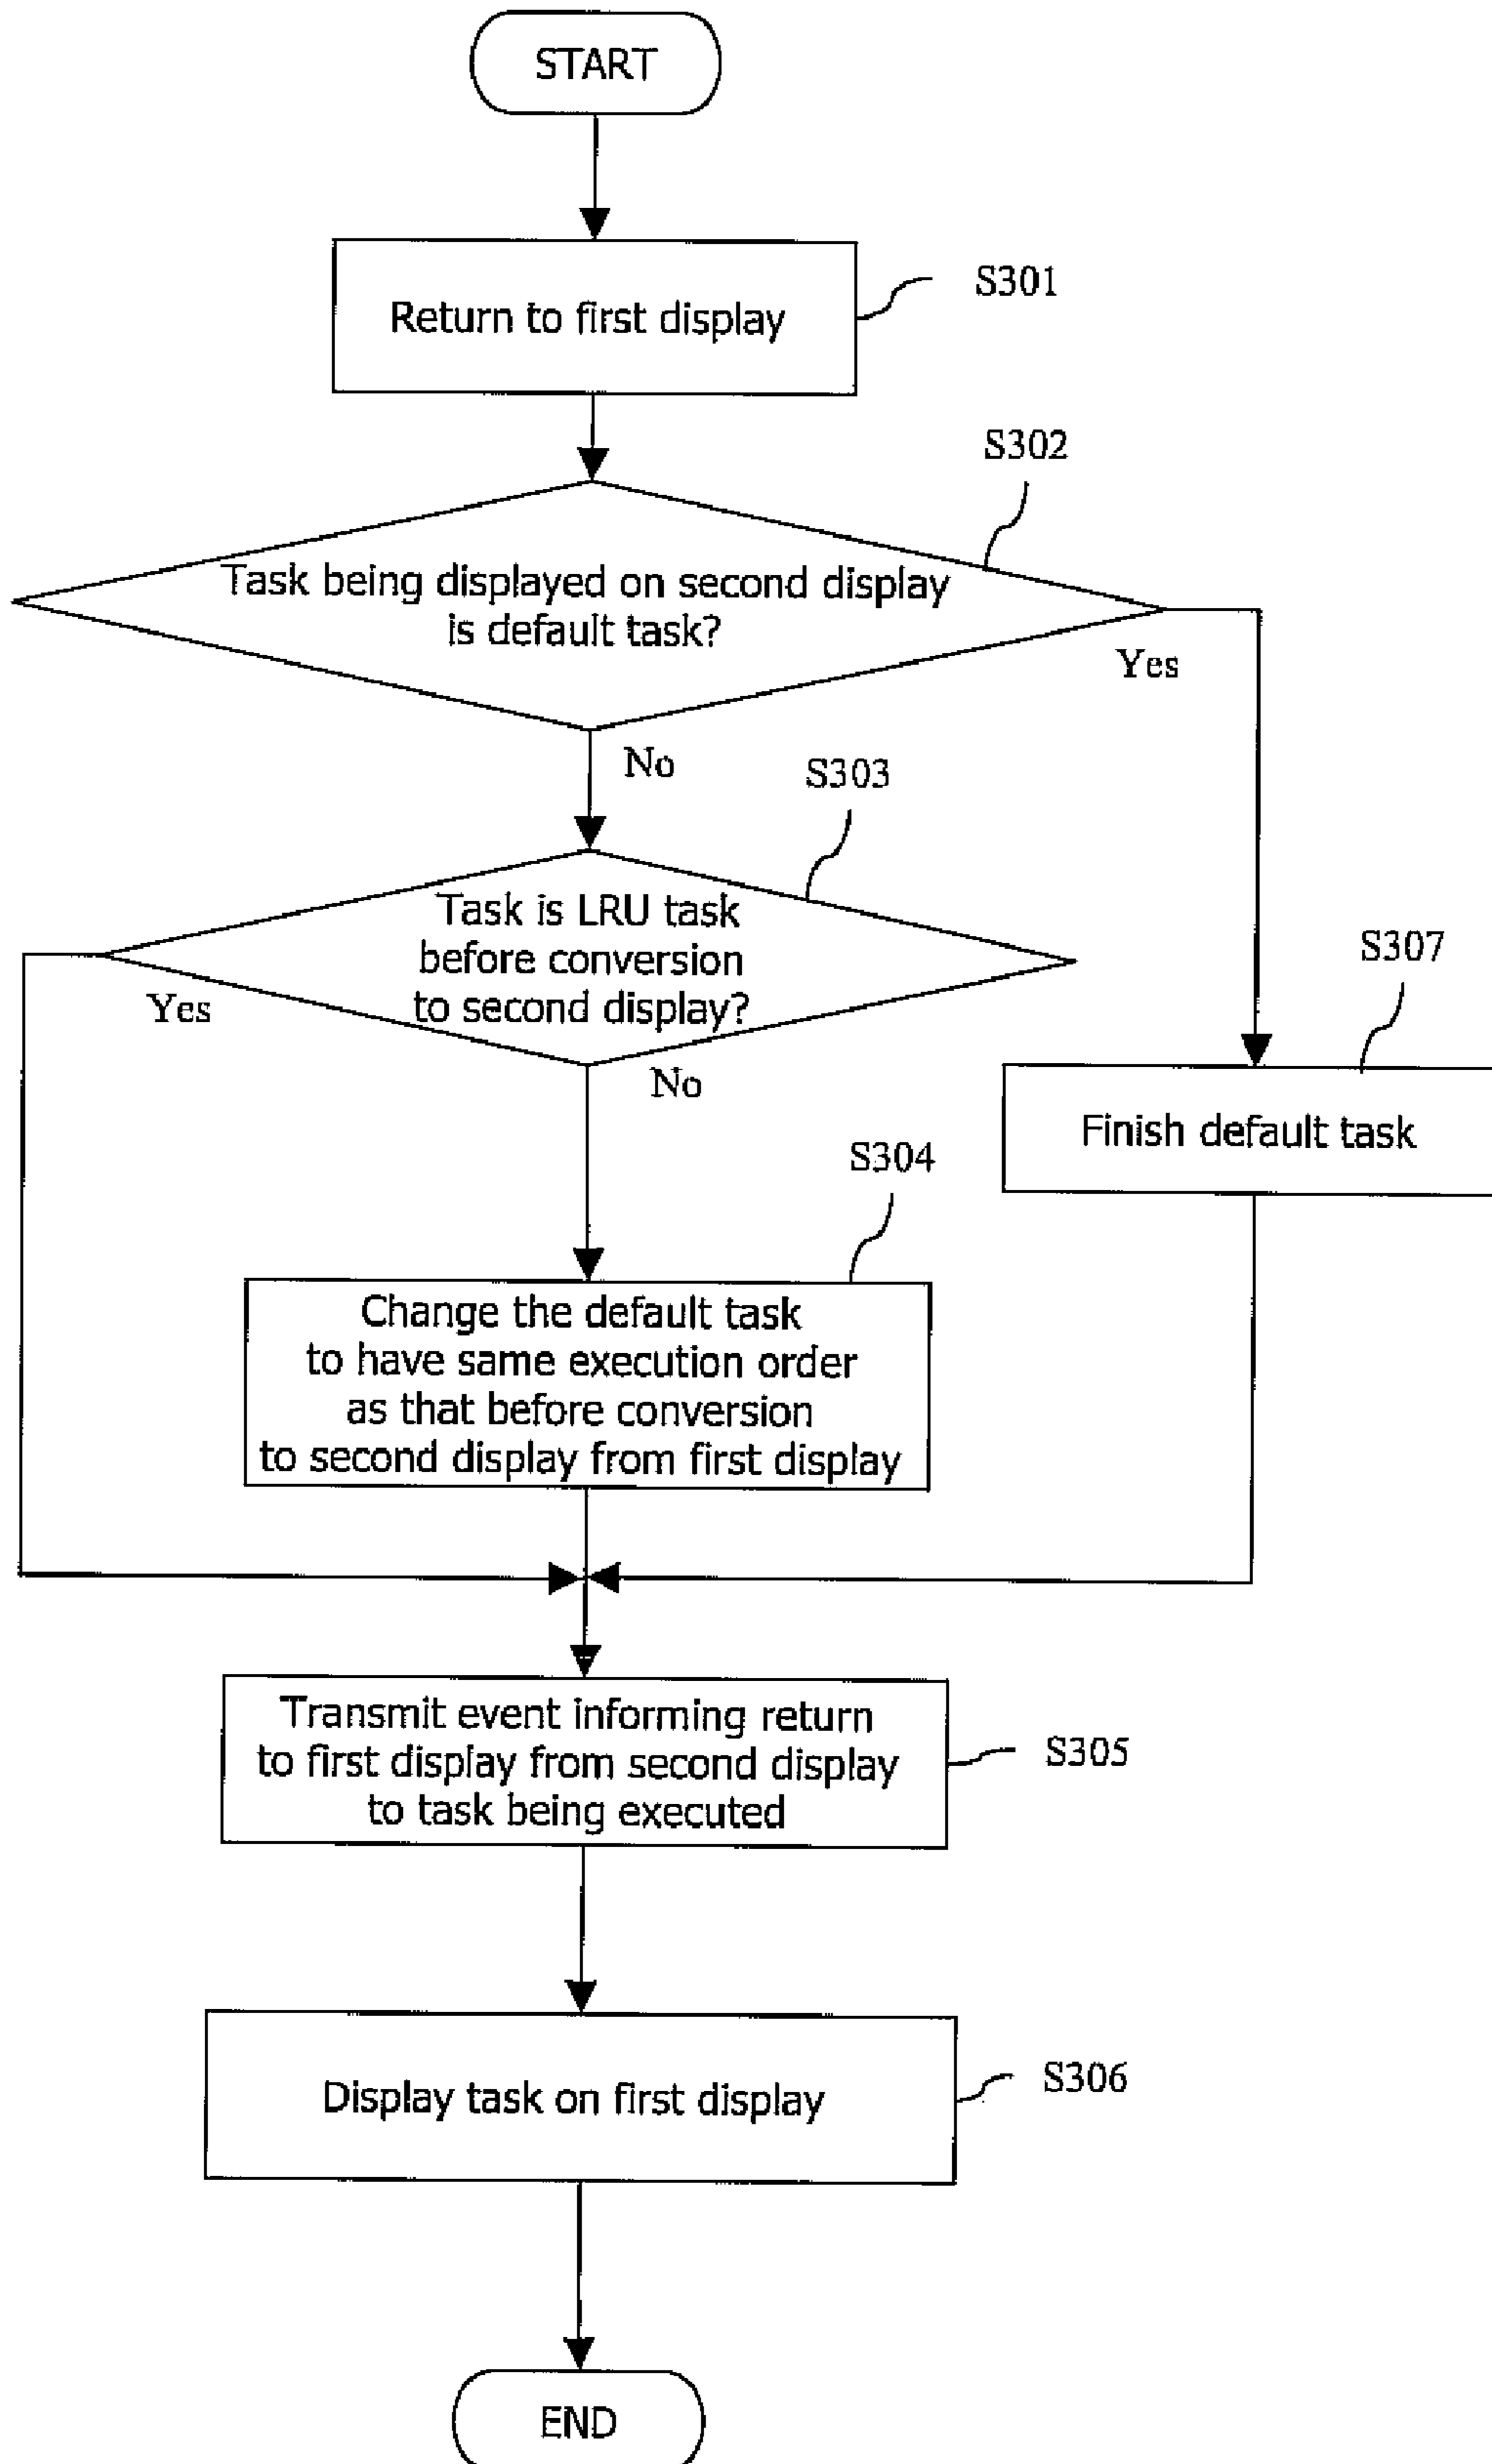 START
Return to first display
S301
S302
Task being displayed on second display
is default task?
Yes
No
S303
Task is LRU task
before conversion
to second display?
Yes
No
S307
Finish default task
S304
Change the default task
to have same execution order
as that before conversion
to second display from first display
Transmit event informing return
to first display from second display
to task being executed
S305
Display task on first display
S306
END